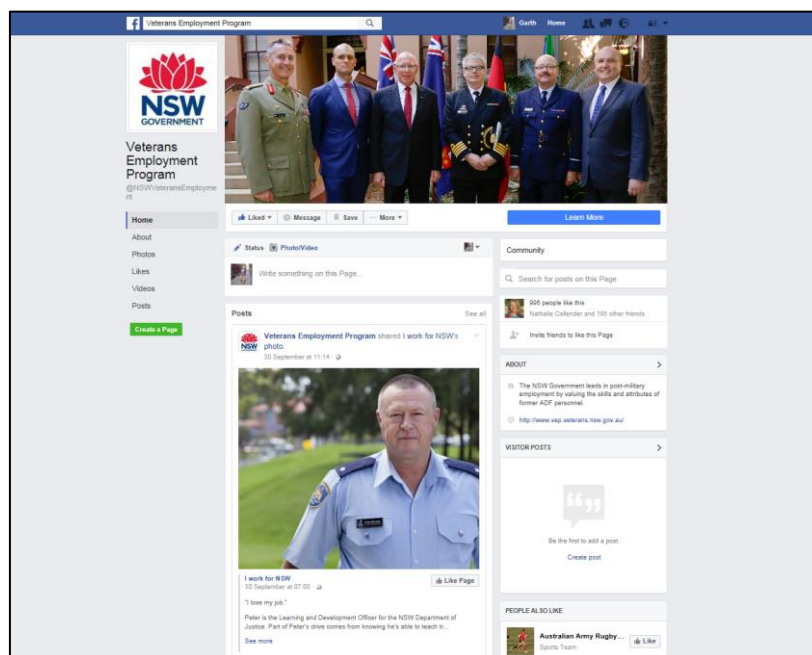 Veterans Employment Program
Garth Home
NSW
GOVERNMENT
Veterans
Employment
Program
@NSWVeteransEmployme
nt
Home
About
Photos
Likes
Videos
Posts
Create a Page
Liked
Message
Save
More
Learn More
Status
Photo/Video
Write something on this Page...
Posts
See all
NSW
Veterans Employment Program shared I work for NSW's
photo.
30 September at 11:14
I work for NSW
30 September at 07:00
Like Page
"I love my job."
Peter is the Learning and Development Officer for the NSW Department of
Justice. Part of Peter's drive comes from knowing he's able to teach tr...
See more
Community
Search for posts on this Page
996 people like this
Nathalie Callender and 185 other friends
Invite friends to like this Page
ABOUT
The NSW Government leads in post-military
employment by valuing the skills and attributes of
former ADF personnel.
http://www.vep.veterans.nsw.gov.au/
VISITOR POSTS
Be the first to add a post.
Create post
PEOPLE ALSO LIKE
Australian Army Rugby...
Sports Team
Like